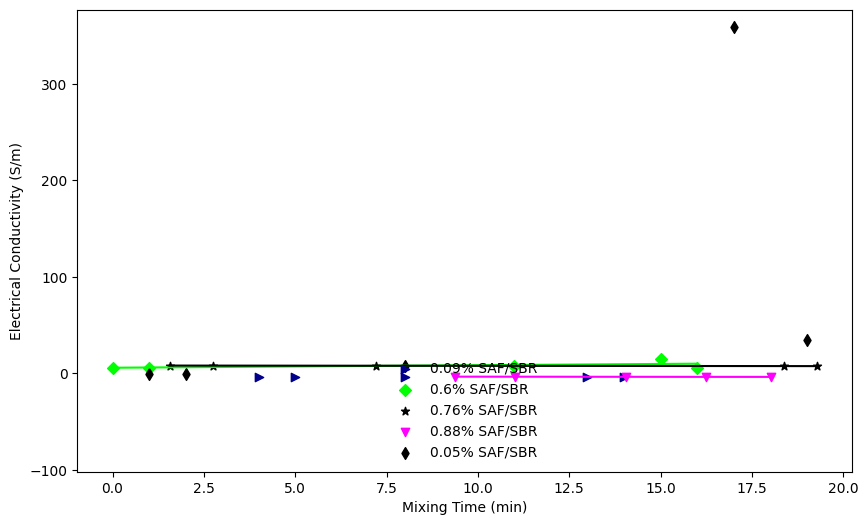 300
200
100
0
−100
Electrical Conductivity (S/m)
0.09% SAF/SBR
0.6% SAF/SBR
0.76% SAF/SBR
0.88% SAF/SBR
0.05% SAF/SBR
0.0 2.5 5.0 7.5 10.0 12.5 15.0 17.5 20.0
Mixing Time (min)